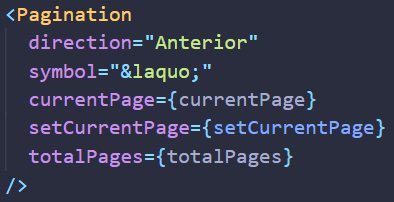 <Pagination
direction="Anterior"
symbol="&laquo;"
currentPage={currentPage}
setCurrentPage={setCurrentPage}
totalPages={totalPages}
/>